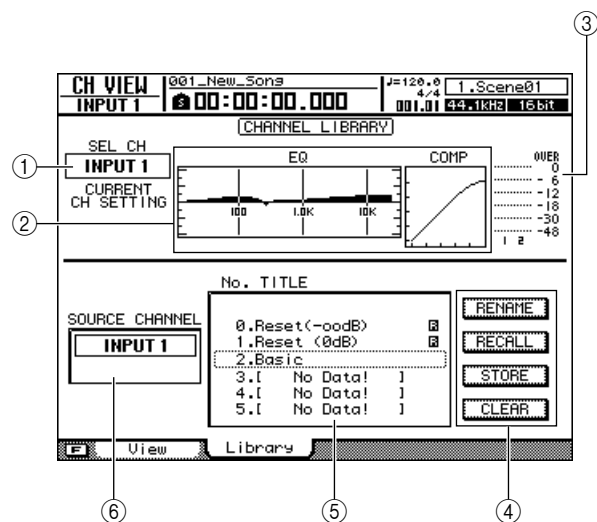 ③
CH VIEW
INPUT 1
001_New_Song
00:00:00.000
♩=120.0
4/4
001.01
1.Scene01
44.1kHz 16bit
CHANNEL LIBRARY
①
SEL CH
INPUT 1
CURRENT
CH SETTING
②
EQ
100 1.0K 10K
COMP
OVER
0
- 6
-12
-18
-30
-48
1 2
No. TITLE
SOURCE CHANNEL
INPUT 1
0.Reset(-oodB) R
1.Reset (0dB) R
2.Basic
3.[ No Data! ]
4.[ No Data! ]
5.[ No Data! ]
RENAME
RECALL
STORE
CLEAR
F View Library
⑥ ⑤ ④